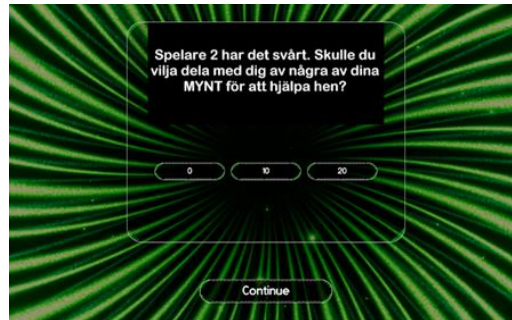 Spelare 2 har det svårt. Skulle du
vilja dela med dig av några av dina
MYNT för att hjälpa hen?
0 10 20
Continue